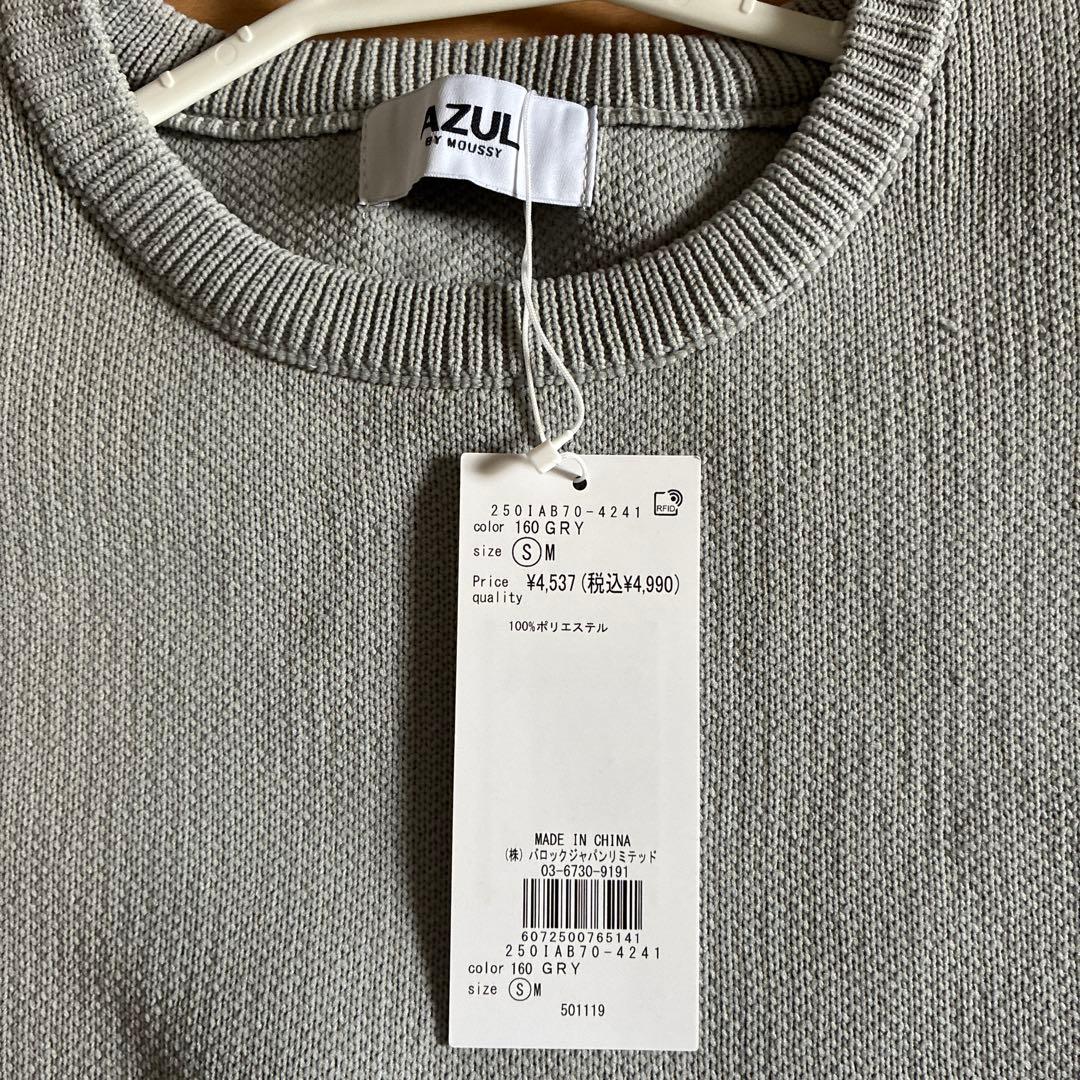 AZUL
BY MOUSSY
250IAB70-4241
RFID
color 160 GRY
size S M
Price ¥4,537(税込¥4,990)
quality
100%ポリエステル
MADE IN CHINA
(株)バロックジャパンリミテッド
03-6730-9191
6072500765141
250IAB70-4241
color 160 GRY
size S M
501119